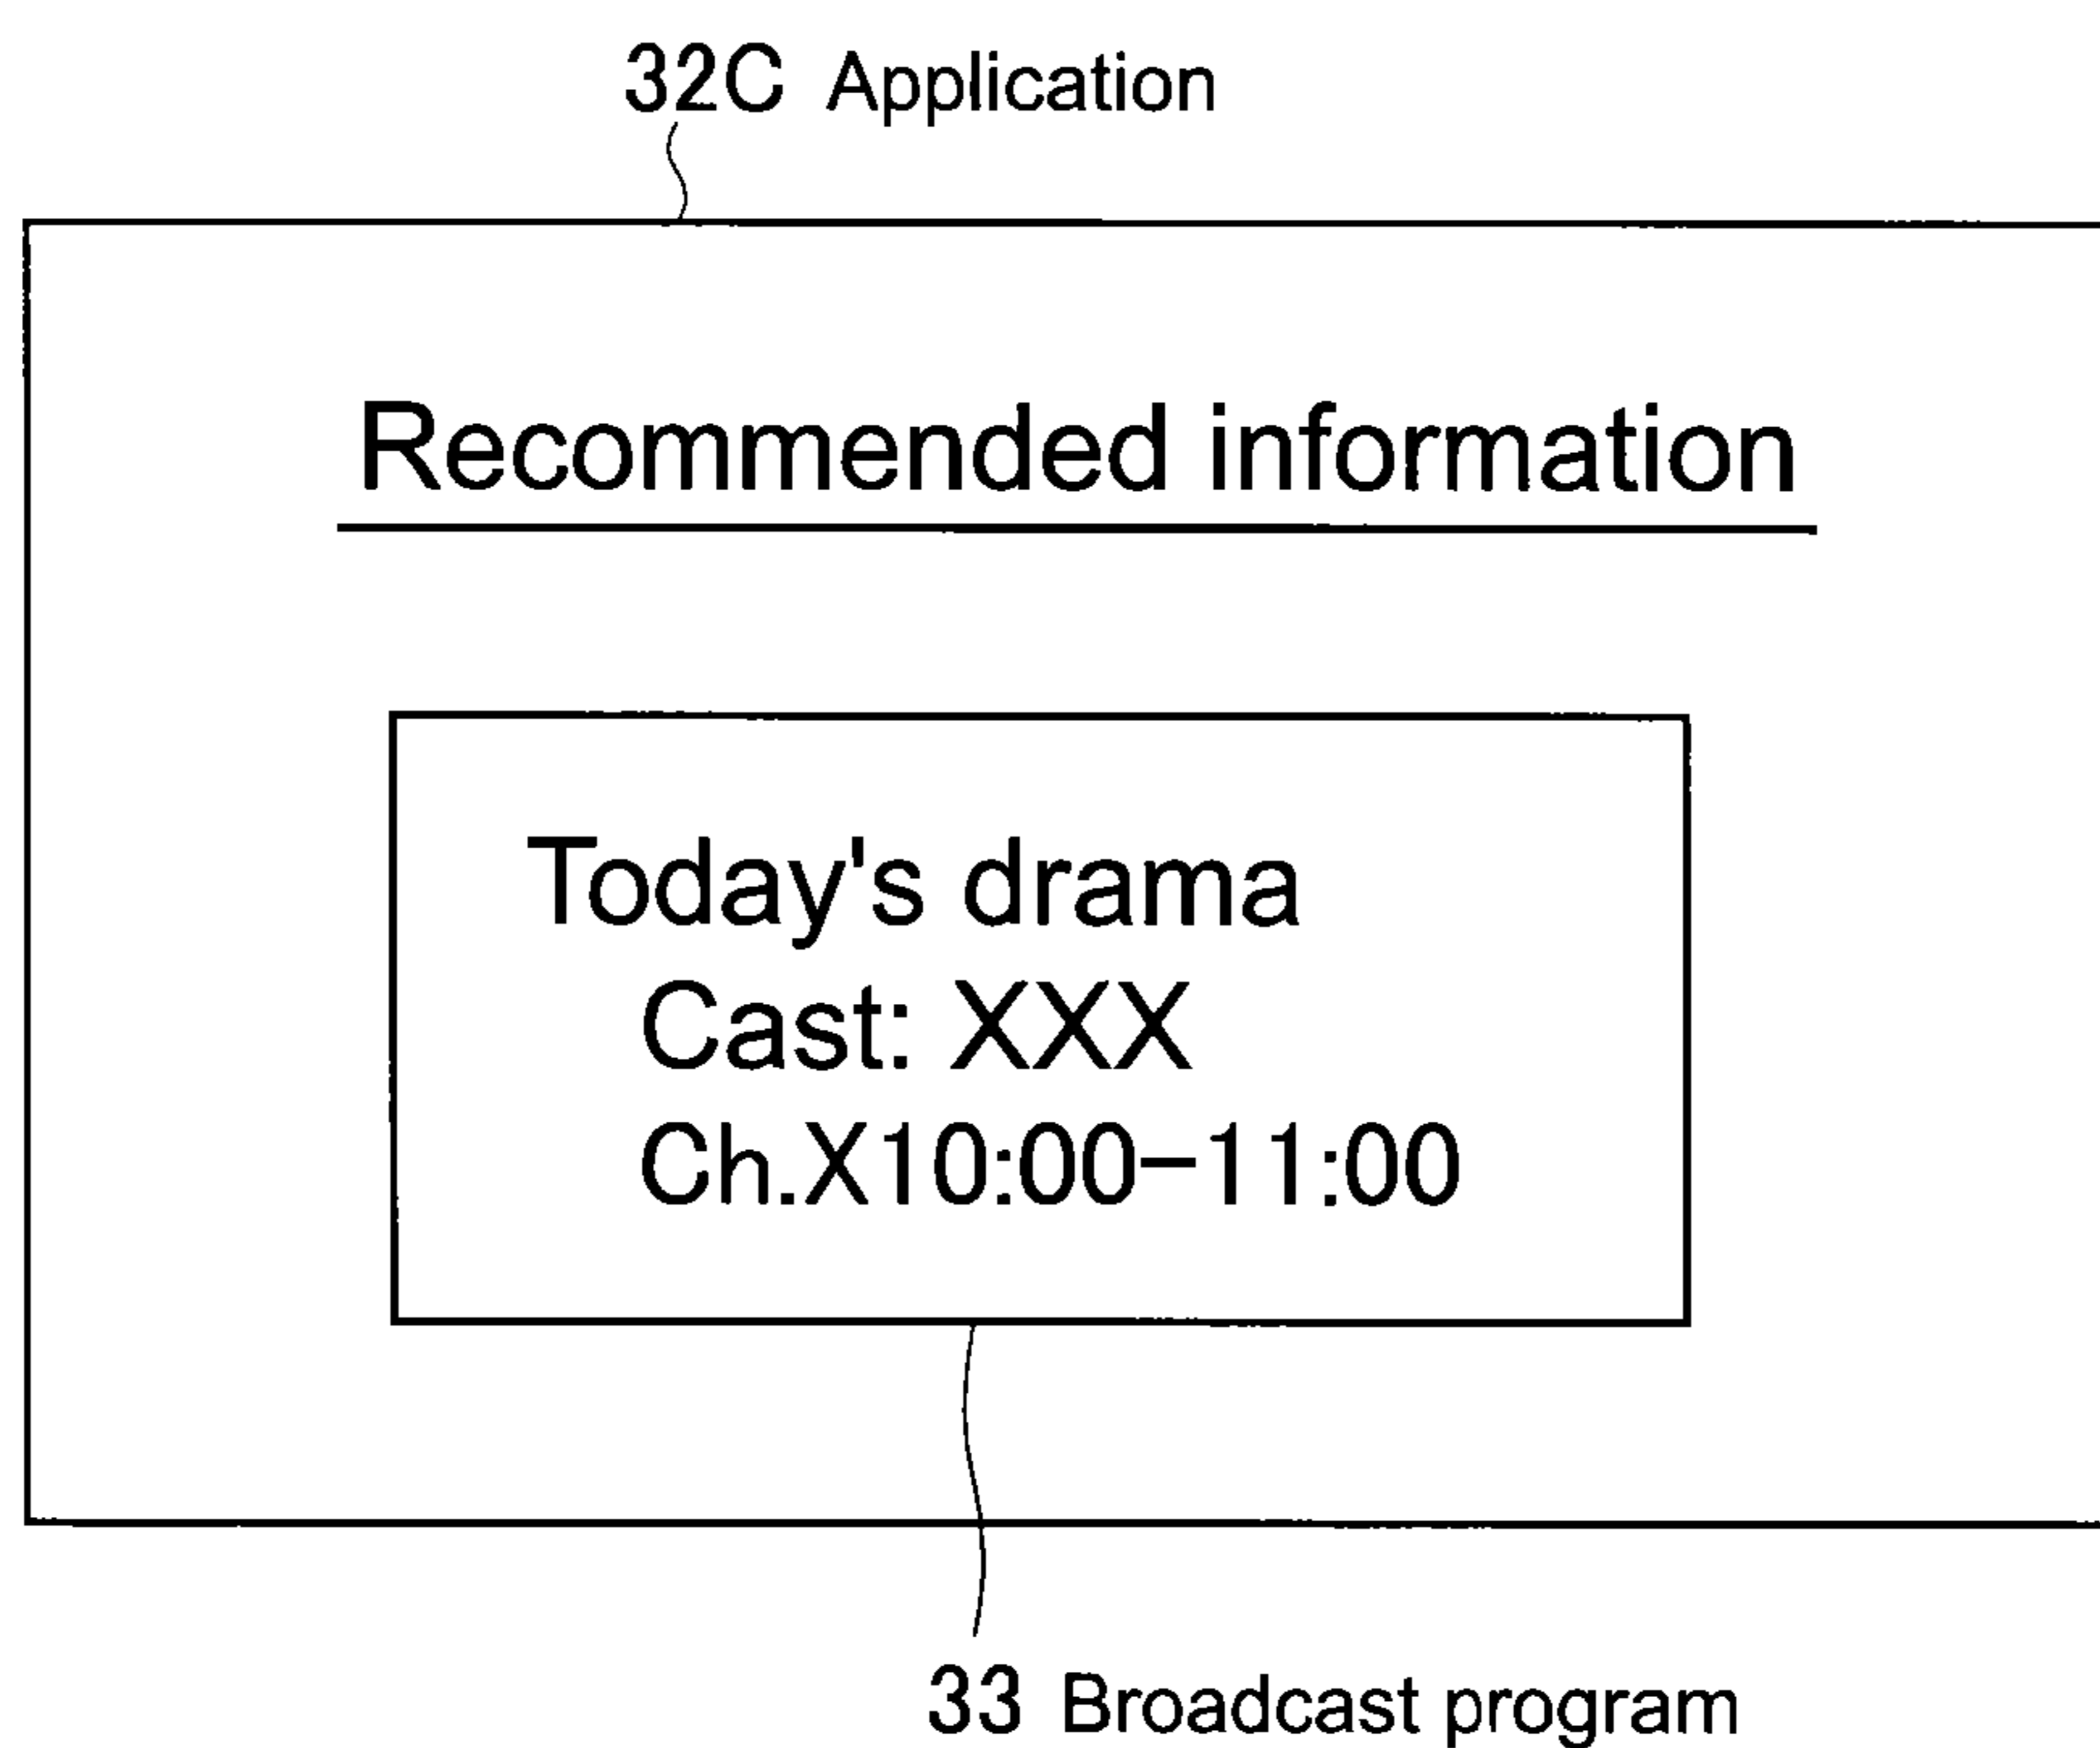 32C Application
Recommended information
Today's drama
Cast: XXX
Ch.X10:00-11:00
33 Broadcast program